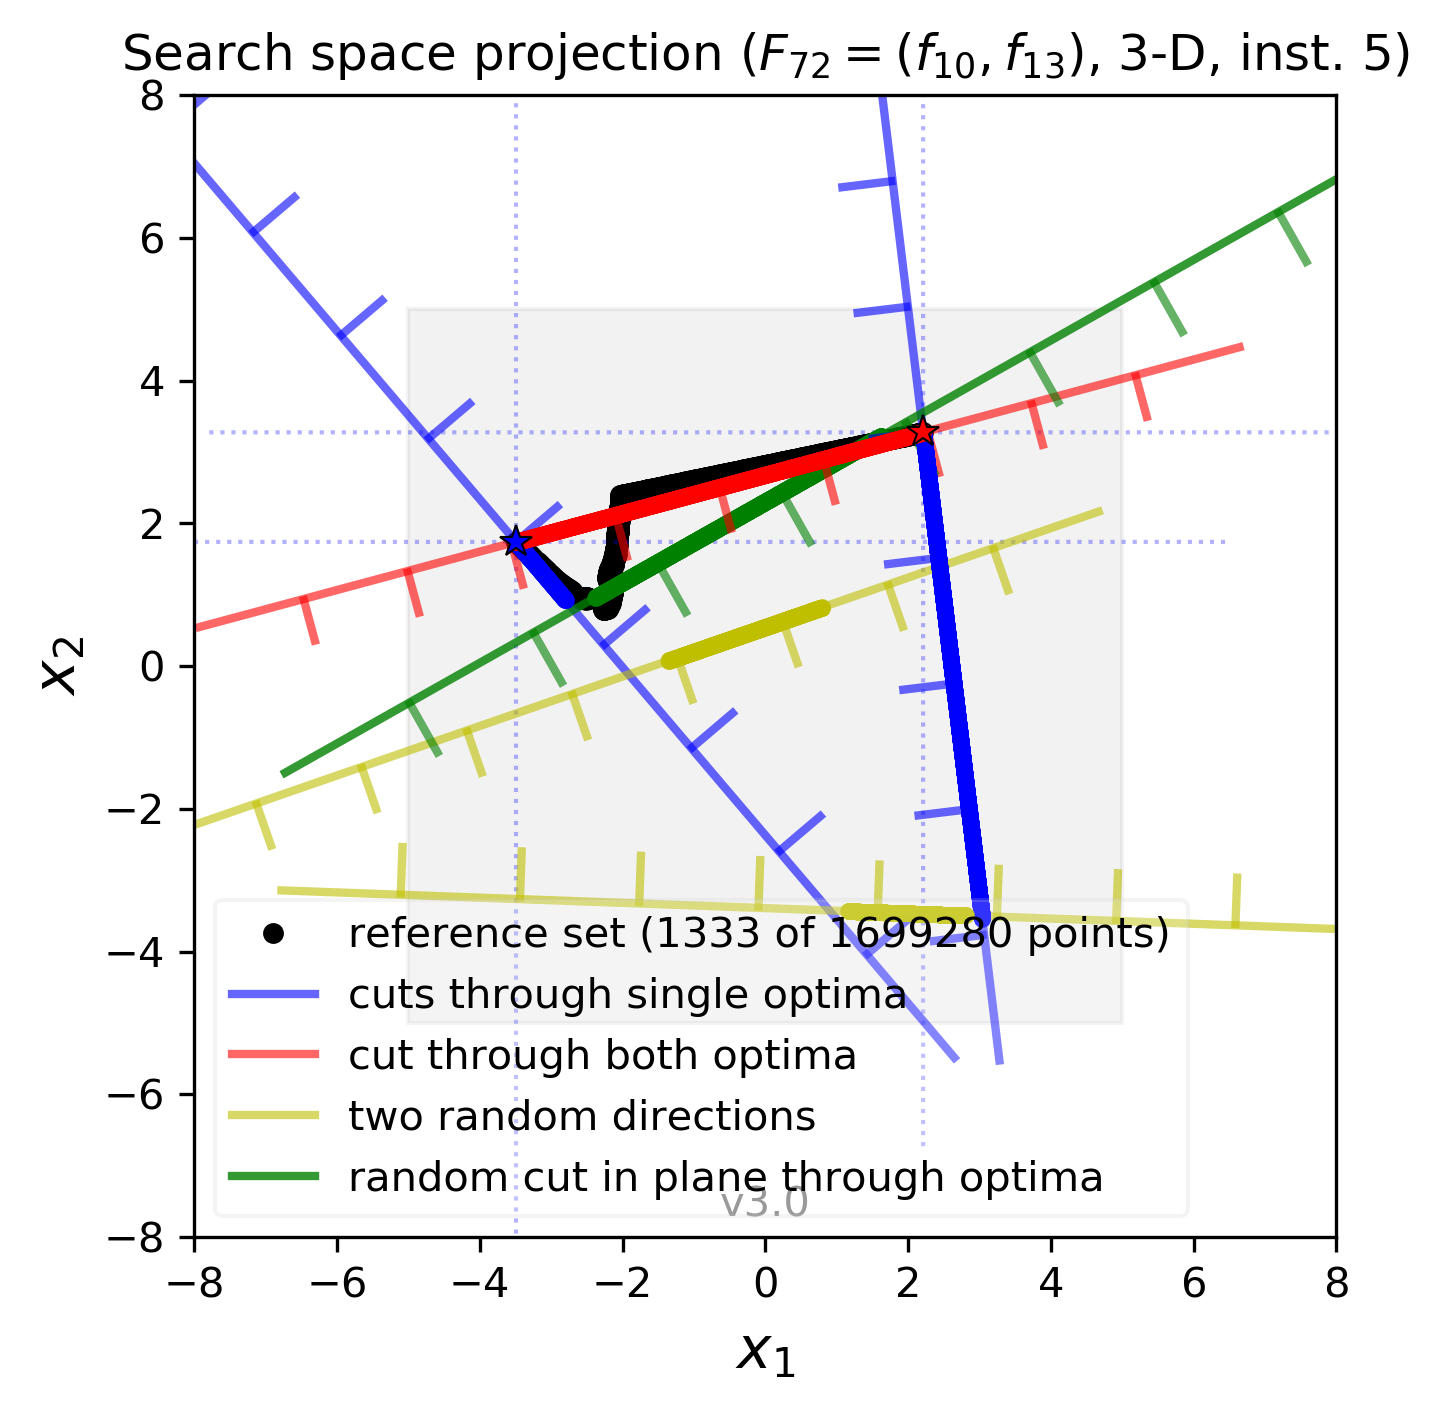 Search space projection (F₇₂ = (f₁₀, f₁₃), 3-D, inst. 5)
8
6
4
2
0
−2
−4
−6
−8
x₂
reference set (1333 of 1699280 points)
cuts through single optima
cut through both optima
two random directions
random cut in plane through optima
v3.0
−8 −6 −4 −2 0 2 4 6 8
x₁